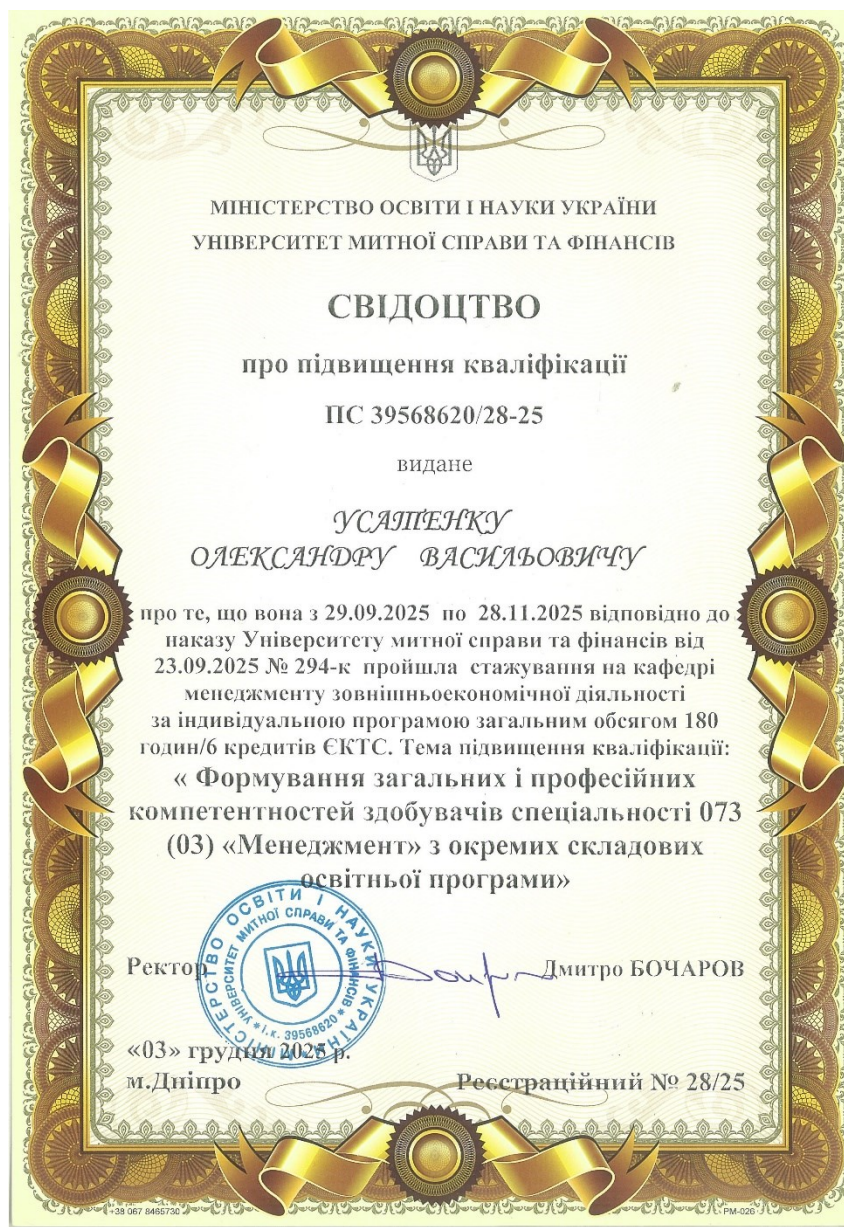 МІНІСТЕРСТВО ОСВІТИ І НАУКИ УКРАЇНИ
УНІВЕРСИТЕТ МИТНОЇ СПРАВИ ТА ФІНАНСІВ
СВІДОЦТВО
про підвищення кваліфікації
ПС 39568620/28-25
видане
УСАТЕНКУ
ОЛЕКСАНДРУ ВАСИЛЬОВИЧУ
про те, що вона з 29.09.2025 по 28.11.2025 відповідно до
наказу Університету митної справи та фінансів від
23.09.2025 № 294-к пройшла стажування на кафедрі
менеджменту зовнішньоекономічної діяльності
за індивідуальною програмою загальним обсягом 180
годин/6 кредитів ЄКТС. Тема підвищення кваліфікації:
« Формування загальних і професійних
компетентностей здобувачів спеціальності 073
(03) «Менеджмент» з окремих складових
освітньої програми»
Ректор Дмитро БОЧАРОВ
МІНІСТЕРСТВО ОСВІТИ І НАУКИ УКРАЇНИ
УНІВЕРСИТЕТ МИТНОЇ СПРАВИ ТА ФІНАНСІВ * І.К. 39568620 *
«03» грудня 2025 р.
м.Дніпро Реєстраційний № 28/25
+38 067 8465730 PM-026